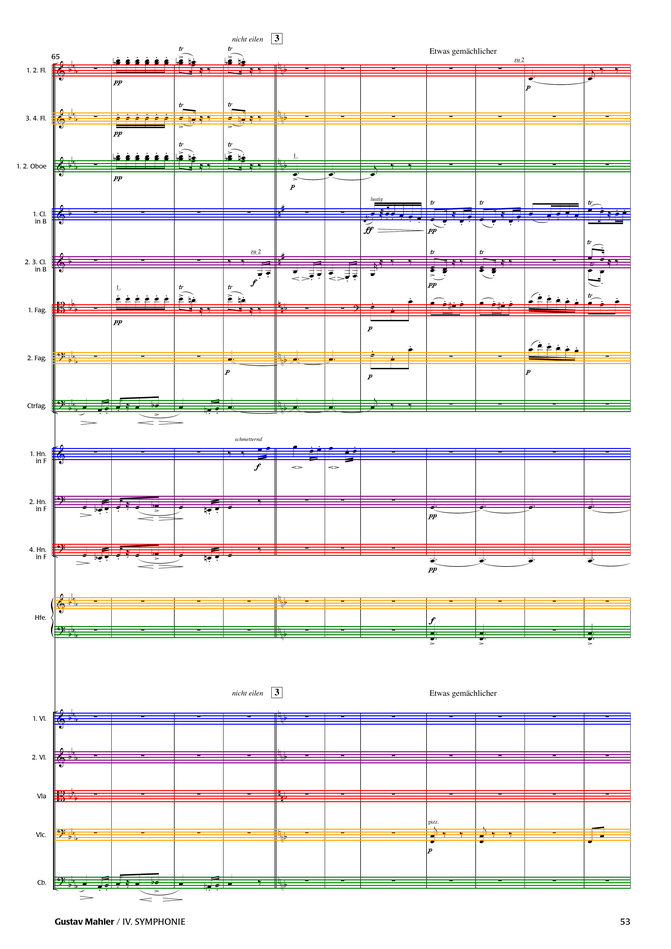 nicht eilen 3
65
Etwas gemächlicher
zu 2
1. 2. Fl.
pp
p
3. 4. Fl.
pp
1. 2. Oboe
1.
pp
p
lustig
1. Cl.
in B
ff
pp
zu 2
2. 3. Cl.
in B
f
pp
1.
1. Fag.
pp
p
2. Fag.
p
p
p
Ctrfag.
schmetternd
1. Hn.
in F
f
2. Hn.
in F
pp
4. Hn.
in F
pp
Hfe.
f
nicht eilen 3
Etwas gemächlicher
1. Vl.
2. Vl.
Vla
pizz.
Vlc.
p
Cb.
Gustav Mahler / IV. SYMPHONIE
53